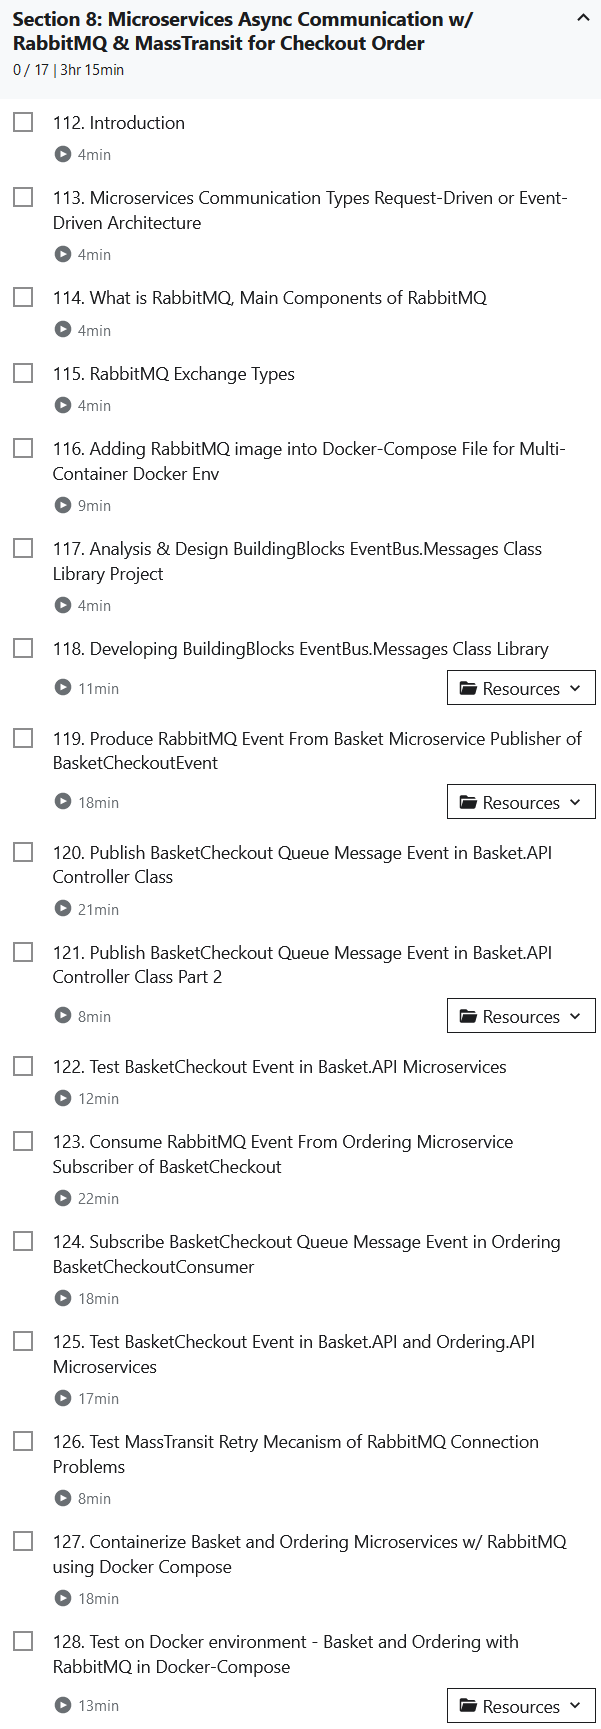 Section 8: Microservices Async Communication w/
RabbitMQ & MassTransit for Checkout Order
0 / 17 | 3hr 15min
112. Introduction
4min
113. Microservices Communication Types Request-Driven or Event-
Driven Architecture
4min
114. What is RabbitMQ, Main Components of RabbitMQ
4min
115. RabbitMQ Exchange Types
4min
116. Adding RabbitMQ image into Docker-Compose File for Multi-
Container Docker Env
9min
117. Analysis & Design BuildingBlocks EventBus.Messages Class
Library Project
4min
118. Developing BuildingBlocks EventBus.Messages Class Library
11min
Resources
119. Produce RabbitMQ Event From Basket Microservice Publisher of
BasketCheckoutEvent
18min
Resources
120. Publish BasketCheckout Queue Message Event in Basket.API
Controller Class
21min
121. Publish BasketCheckout Queue Message Event in Basket.API
Controller Class Part 2
8min
Resources
122. Test BasketCheckout Event in Basket.API Microservices
12min
123. Consume RabbitMQ Event From Ordering Microservice
Subscriber of BasketCheckout
22min
124. Subscribe BasketCheckout Queue Message Event in Ordering
BasketCheckoutConsumer
18min
125. Test BasketCheckout Event in Basket.API and Ordering.API
Microservices
17min
126. Test MassTransit Retry Mecanism of RabbitMQ Connection
Problems
8min
127. Containerize Basket and Ordering Microservices w/ RabbitMQ
using Docker Compose
18min
128. Test on Docker environment - Basket and Ordering with
RabbitMQ in Docker-Compose
13min
Resources